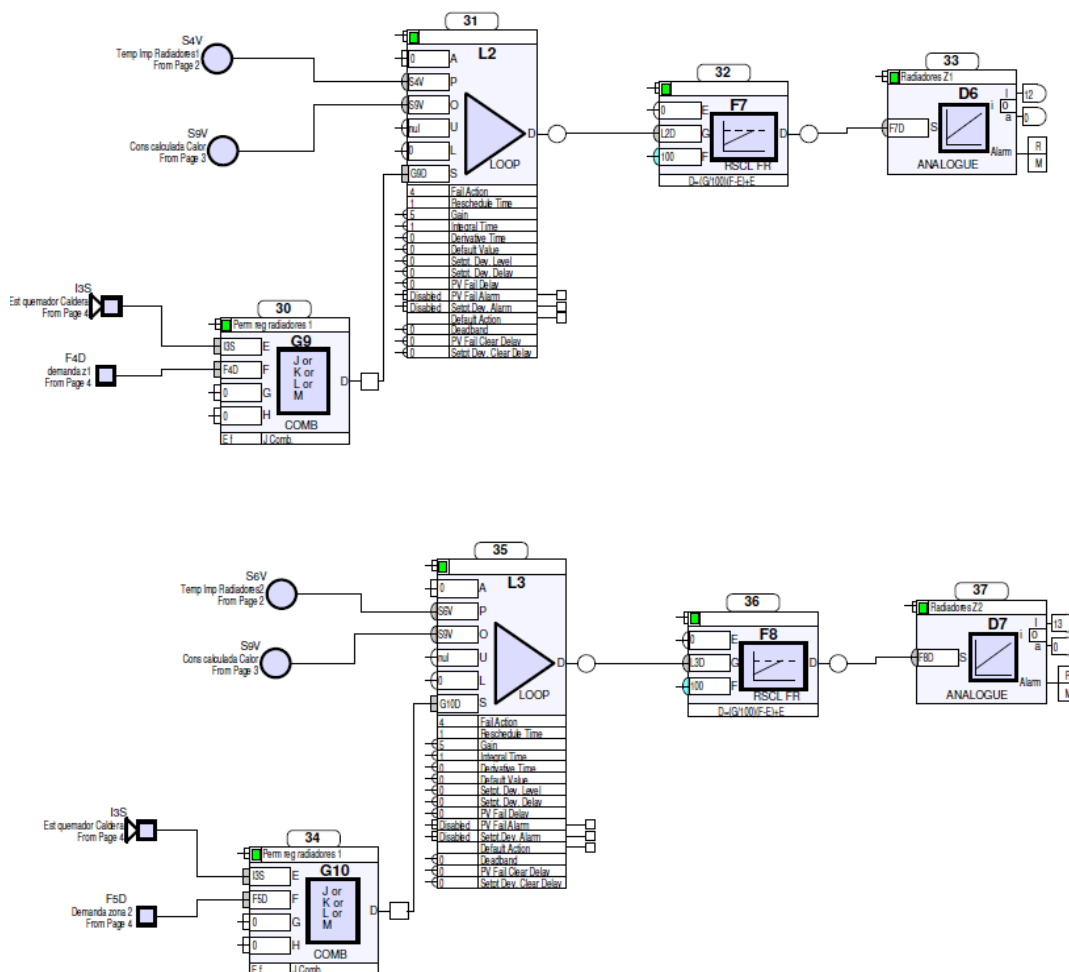 31
L2
S4V
Temp Imp Radiadores1
From Page 2
S9V
Cons calculada Calor
From Page 3
0 A
S4V P
S9V O
nul U
0 L
G9D S
D
LOOP
4 Fail Action
1 Reschedule Time
5 Gain
1 Integral Time
0 Derivative Time
0 Default Value
0 Setpt. Dev. Level
0 Setpt. Dev. Delay
0 PV Fail Delay
Disabled PV Fail Alarm
Disabled Setpt.Dev. Alarm
Default Action
0 Deadband
0 PV Fail Clear Delay
0 Setpt Dev. Clear Delay
32
F7
0 E
L2D G
100 F
D
RSCL FR
D=(G/100)(F-E)+E
33
Radiadores Z1
D6
F7D S
I 12
i O
a 0
Alarm R
M
ANALOGUE
I3S
Est quemador Caldera
From Page 4
F4D
demanda z1
From Page 4
30
Perm reg radiadores 1
G9
I3S E
F4D F
0 G
0 H
J or
K or
L or
M
D
COMB
E f J Comb.
35
L3
S6V
Temp Imp Radiadores2
From Page 2
S9V
Cons calculada Calor
From Page 3
0 A
S6V P
S9V O
nul U
0 L
G10D S
D
LOOP
4 Fail Action
1 Reschedule Time
5 Gain
1 Integral Time
0 Derivative Time
0 Default Value
0 Setpt. Dev. Level
0 Setpt. Dev. Delay
0 PV Fail Delay
Disabled PV Fail Alarm
Disabled Setpt.Dev. Alarm
Default Action
0 Deadband
0 PV Fail Clear Delay
0 Setpt Dev. Clear Delay
36
F8
0 E
L3D G
100 F
D
RSCL FR
D=(G/100)(F-E)+E
37
Radiadores Z2
D7
F8D S
I 13
i O
a 0
Alarm R
M
ANALOGUE
I3S
Est quemador Caldera
From Page 4
F5D
Demanda zona 2
From Page 4
34
Perm reg radiadores 1
G10
I3S E
F5D F
0 G
0 H
J or
K or
L or
M
D
COMB
E f J Comb.